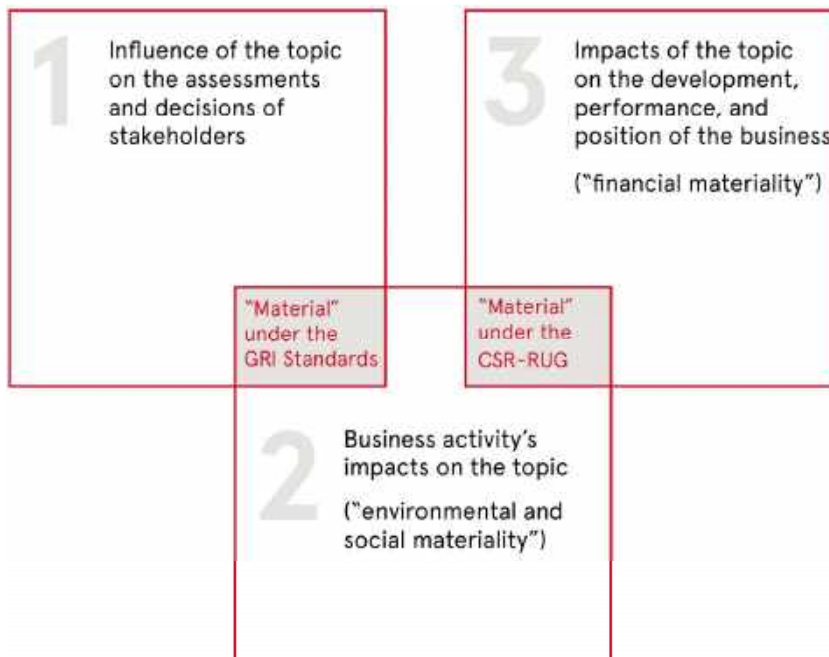 1
Influence of the topic
on the assessments
and decisions of
stakeholders
3
Impacts of the topic
on the development,
performance, and
position of the business
("financial materiality")
"Material"
under the
GRI Standards
"Material"
under the
CSR-RUG
2
Business activity's
impacts on the topic
("environmental and
social materiality")